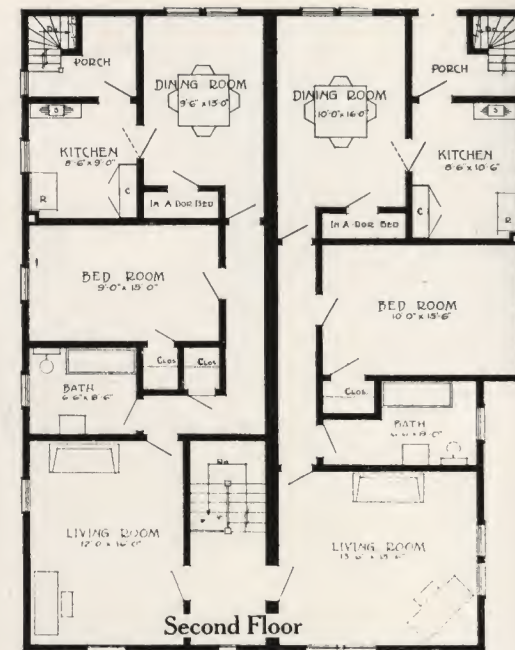 Dn
PORCH
DINING ROOM
9'-6" x 13'-0"
KITCHEN
8'-6" x 9'-0"
R
C
IN A DOR BED
DINING ROOM
10'-0" x 16'-0"
PORCH
KITCHEN
8'-6" x 10'-6"
C
R
IN A DOR BED
BED ROOM
9'-0" x 15'-0"
BED ROOM
10'-0" x 15'-6"
CLOS.
CLOS.
CLOS.
BATH
6'-6" x 8'-6"
BATH
LIVING ROOM
12'-0" x 16'-0"
LIVING ROOM
Second Floor